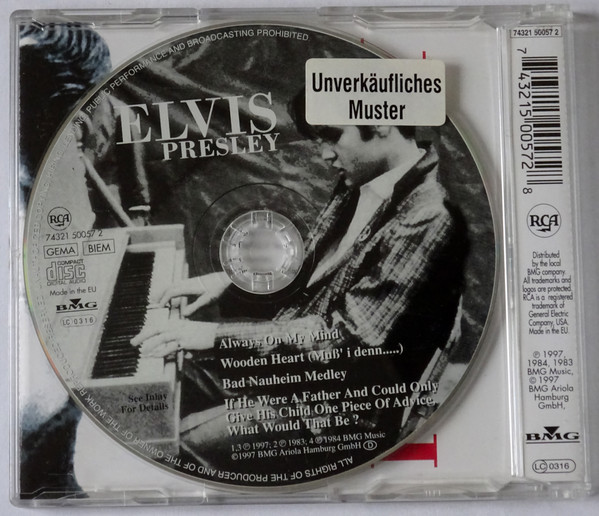 PUBLIC PERFORMANCE AND BROADCASTING PROHIBITED
ELVIS
PRESLEY
Unverkäufliches
Muster
RCA
74321 50057 2
GEMA BIEM
COMPACT
disc
DIGITAL AUDIO
Made in the EU
BMG
LC 0316
See Inlay
For Details
Always On My Mind
Wooden Heart (Muß' i denn.....)
Bad Nauheim Medley
If He Were A Father And Could Only
Give His Child One Piece Of Advice,
What Would That Be ?
1,3 ℗ 1997; 2 ℗ 1983; 4 ℗ 1984 BMG Music
©1997 BMG Ariola Hamburg GmbH D
ALL RIGHTS OF THE PRODUCER AND OF THE OWNER OF THE WORK
74321 50057 2
7 43215 00572 8
RCA
Distributed
by the local
BMG company.
All trademarks and
logos are protected.
RCA is a registered
trademark of
General Electric
Company, USA.
Made in the EU.
℗ 1997,
1984, 1983
BMG Music,
© 1997
BMG Ariola
Hamburg
GmbH,
BMG
LC 0316